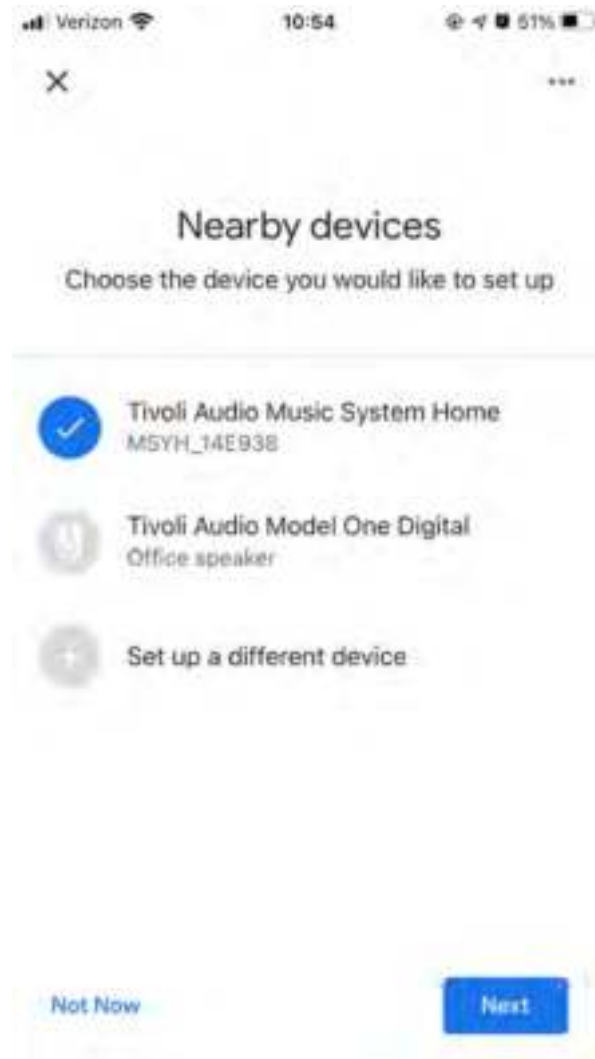 Verizon 10:54 51%
Nearby devices
Choose the device you would like to set up
Tivoli Audio Music System Home
MSYH_14E938
Tivoli Audio Model One Digital
Office speaker
Set up a different device
Not Now Next